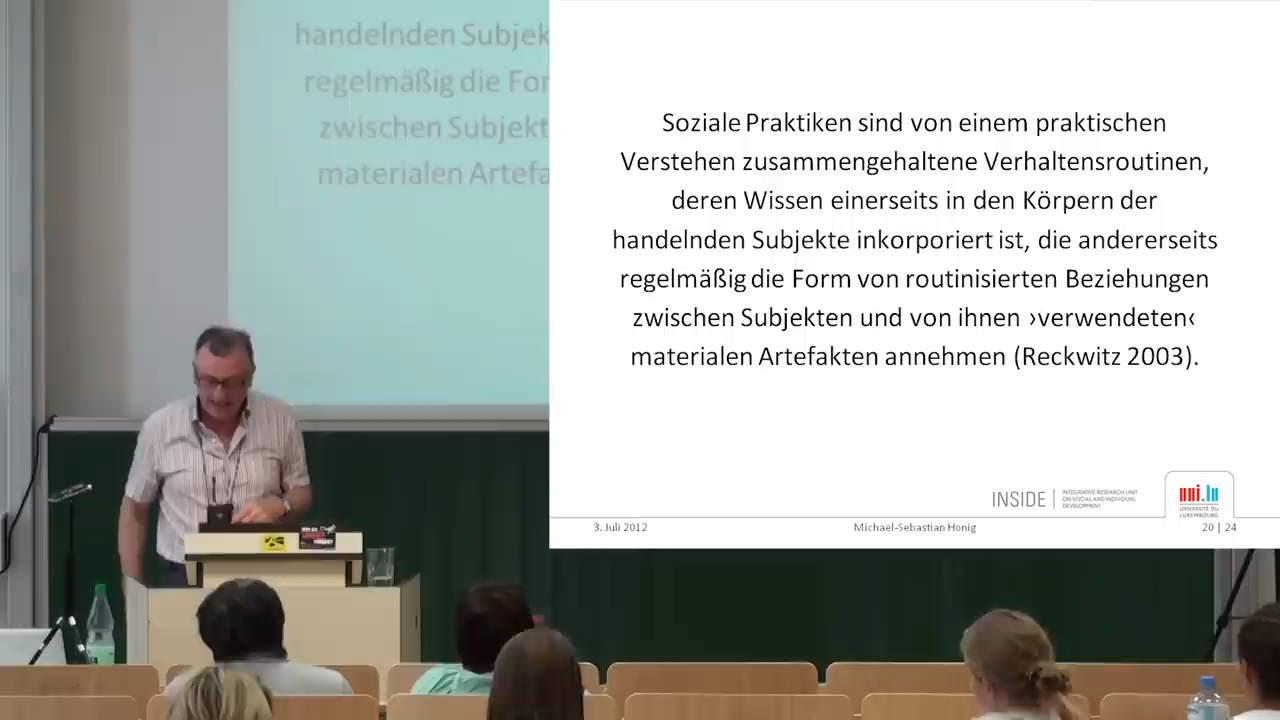 handelnden Subjek
regelmäßig die For
zwischen Subjekt
materialen Artefa
Soziale Praktiken sind von einem praktischen
Verstehen zusammengehaltene Verhaltensroutinen,
deren Wissen einerseits in den Körpern der
handelnden Subjekte inkorporiert ist, die andererseits
regelmäßig die Form von routinisierten Beziehungen
zwischen Subjekten und von ihnen ›verwendeten‹
materialen Artefakten annehmen (Reckwitz 2003).
INSIDE
INTEGRATIVE RESEARCH UNIT
ON SOCIAL AND INDIVIDUAL
DEVELOPMENT
uni.lu
UNIVERSITÉ DU
LUXEMBOURG
3. Juli 2012
Michael-Sebastian Honig
20 | 24